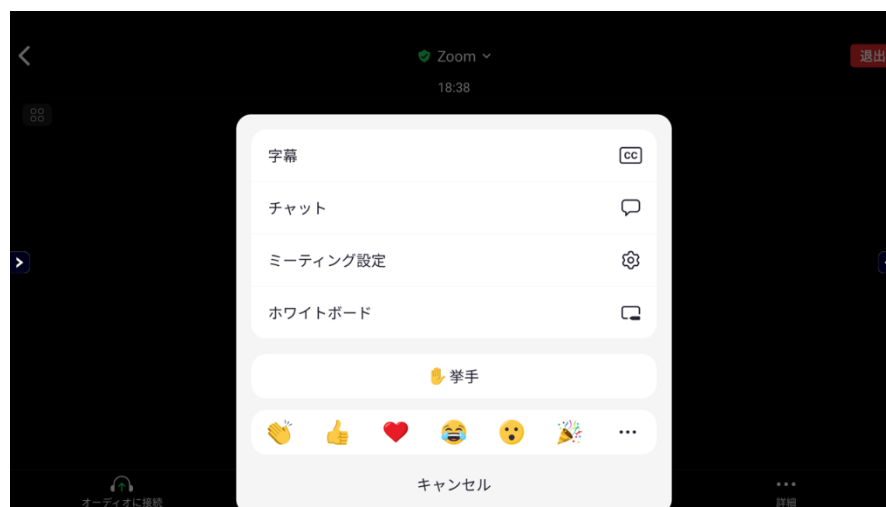 Zoom
退出
18:38
字幕
CC
チャット
ミーティング設定
ホワイトボード
挙手
キャンセル
オーディオに接続
詳細